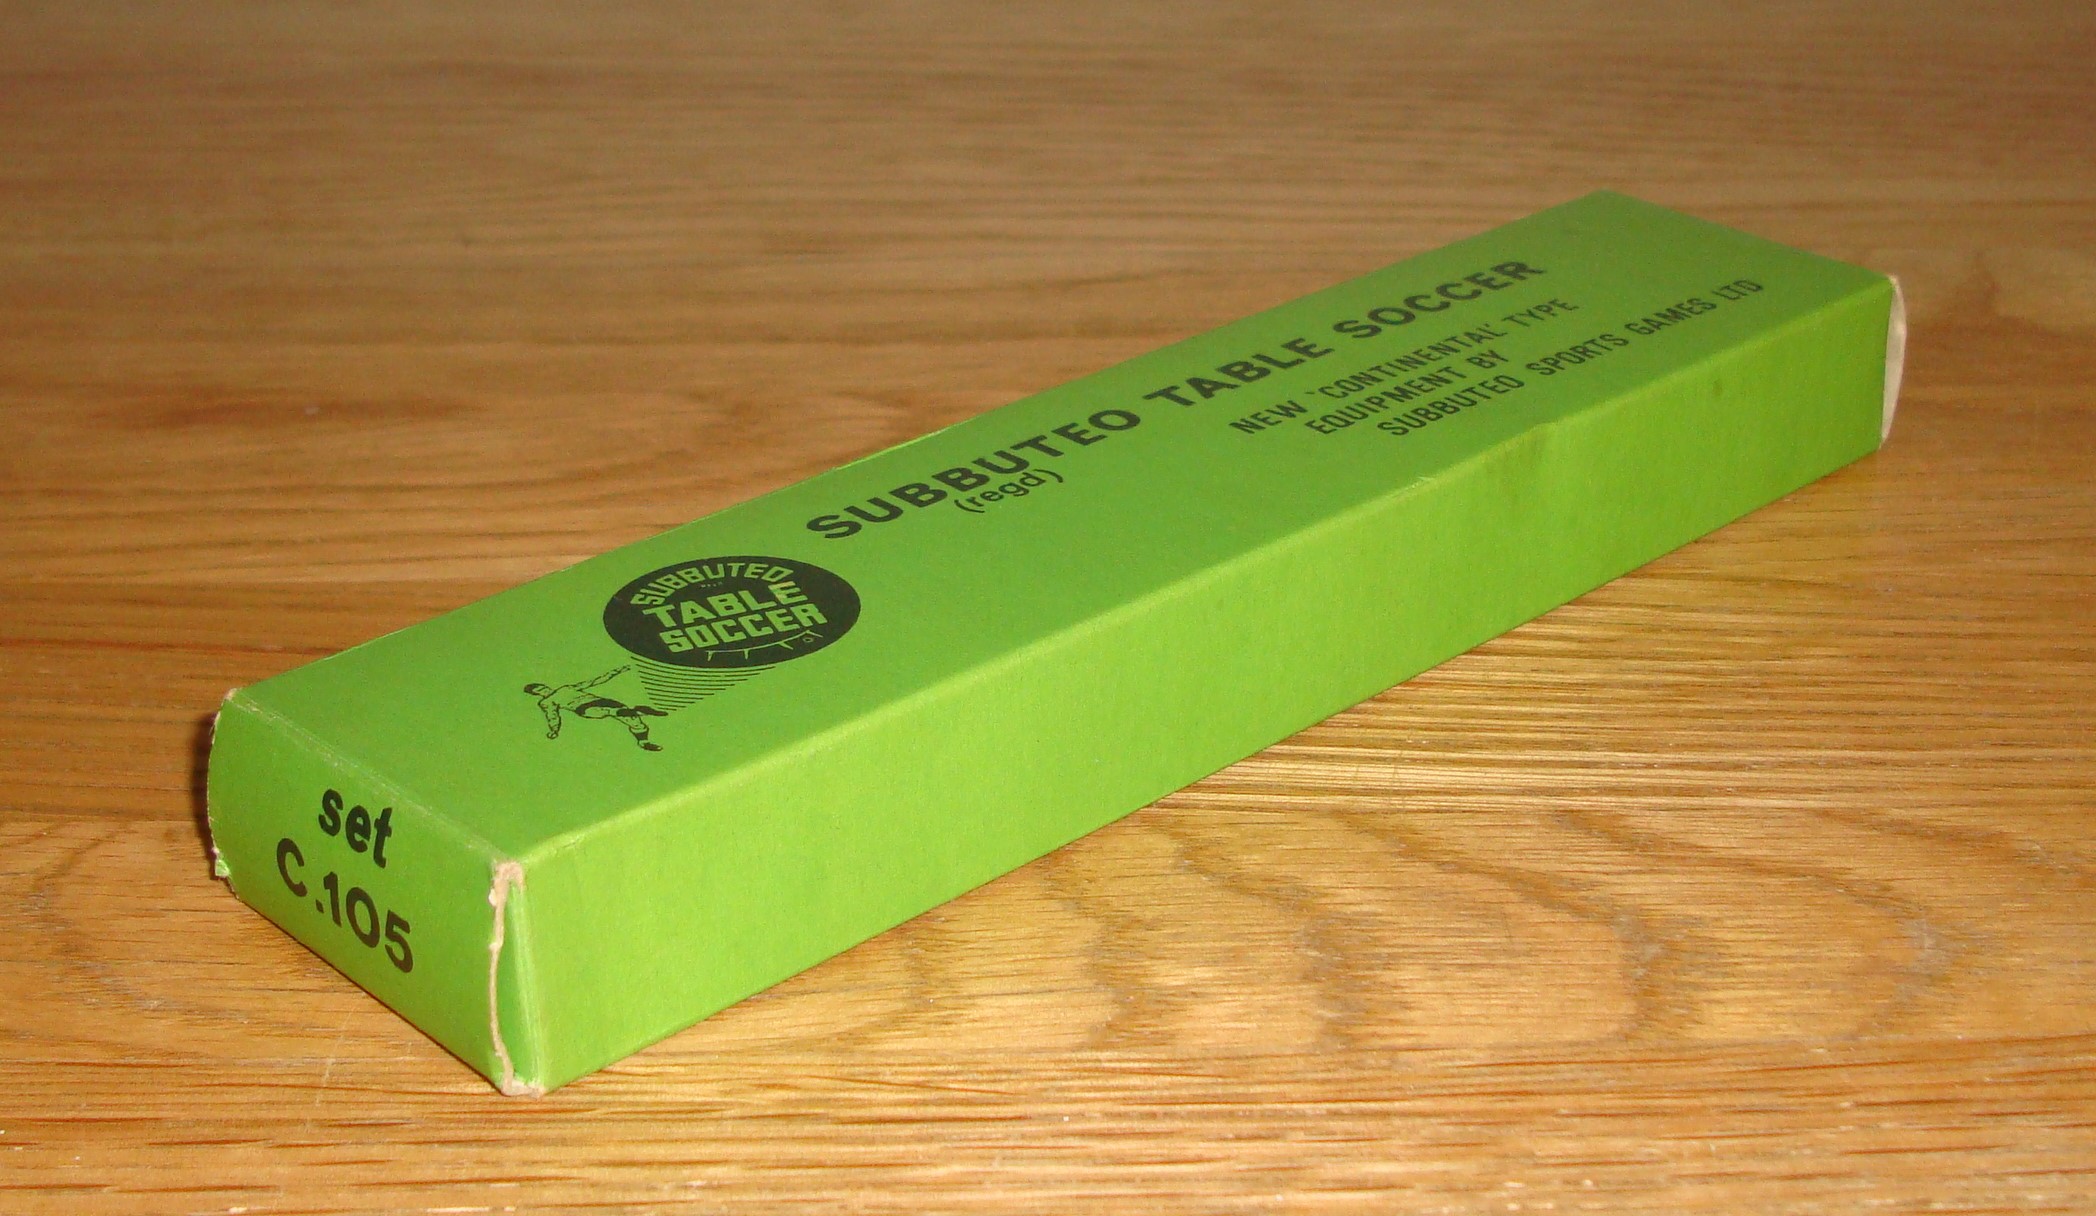 SUBBUTEO TABLE SOCCER
(regd)
NEW 'CONTINENTAL' TYPE
EQUIPMENT BY
SUBBUTEO SPORTS GAMES LTD
SUBBUTEO
TABLE
SOCCER
set
C.105